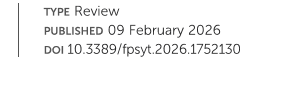 TYPE Review
PUBLISHED 09 February 2026
DOI 10.3389/fpsyt.2026.1752130